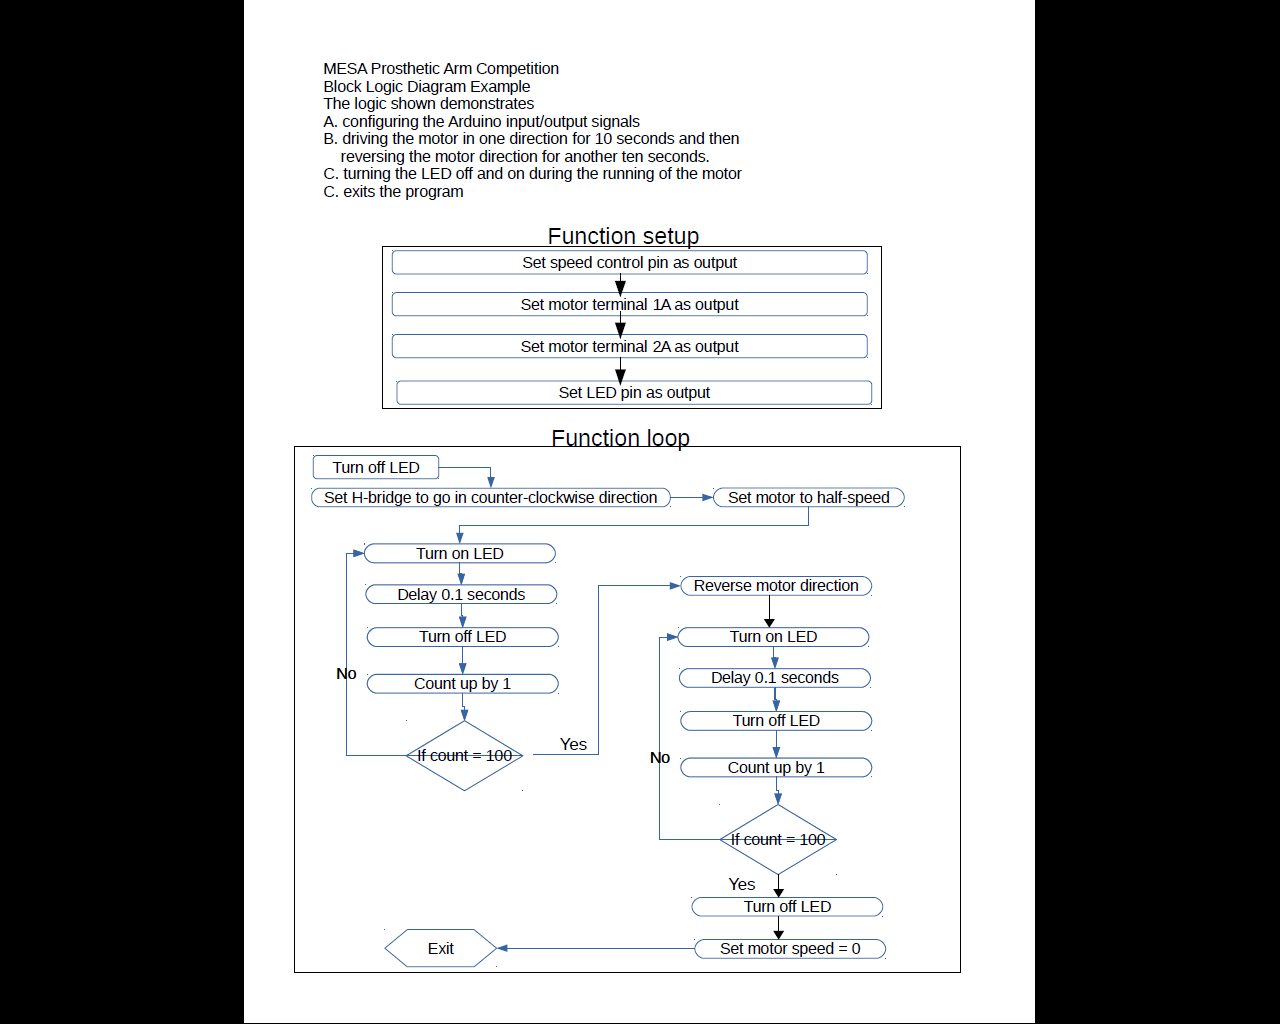 MESA Prosthetic Arm Competition
Block Logic Diagram Example
The logic shown demonstrates
A. configuring the Arduino input/output signals
B. driving the motor in one direction for 10 seconds and then
reversing the motor direction for another ten seconds.
C. turning the LED off and on during the running of the motor
C. exits the program
Function setup
Set speed control pin as output
Set motor terminal 1A as output
Set motor terminal 2A as output
Set LED pin as output
Function loop
Turn off LED
Set H-bridge to go in counter-clockwise direction
Set motor to half-speed
Turn on LED
Delay 0.1 seconds
Turn off LED
Count up by 1
No
If count = 100
Yes
Reverse motor direction
Turn on LED
Delay 0.1 seconds
Turn off LED
Count up by 1
No
If count = 100
Yes
Turn off LED
Set motor speed = 0
Exit